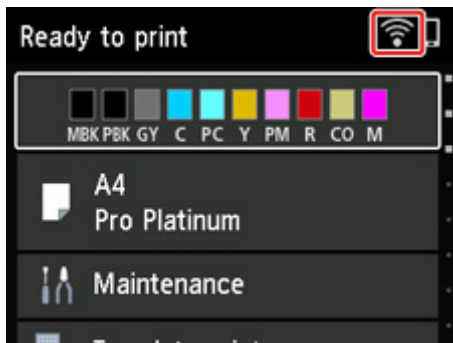 Ready to print
MBK PBK GY C PC Y PM R CO M
A4
Pro Platinum
Maintenance